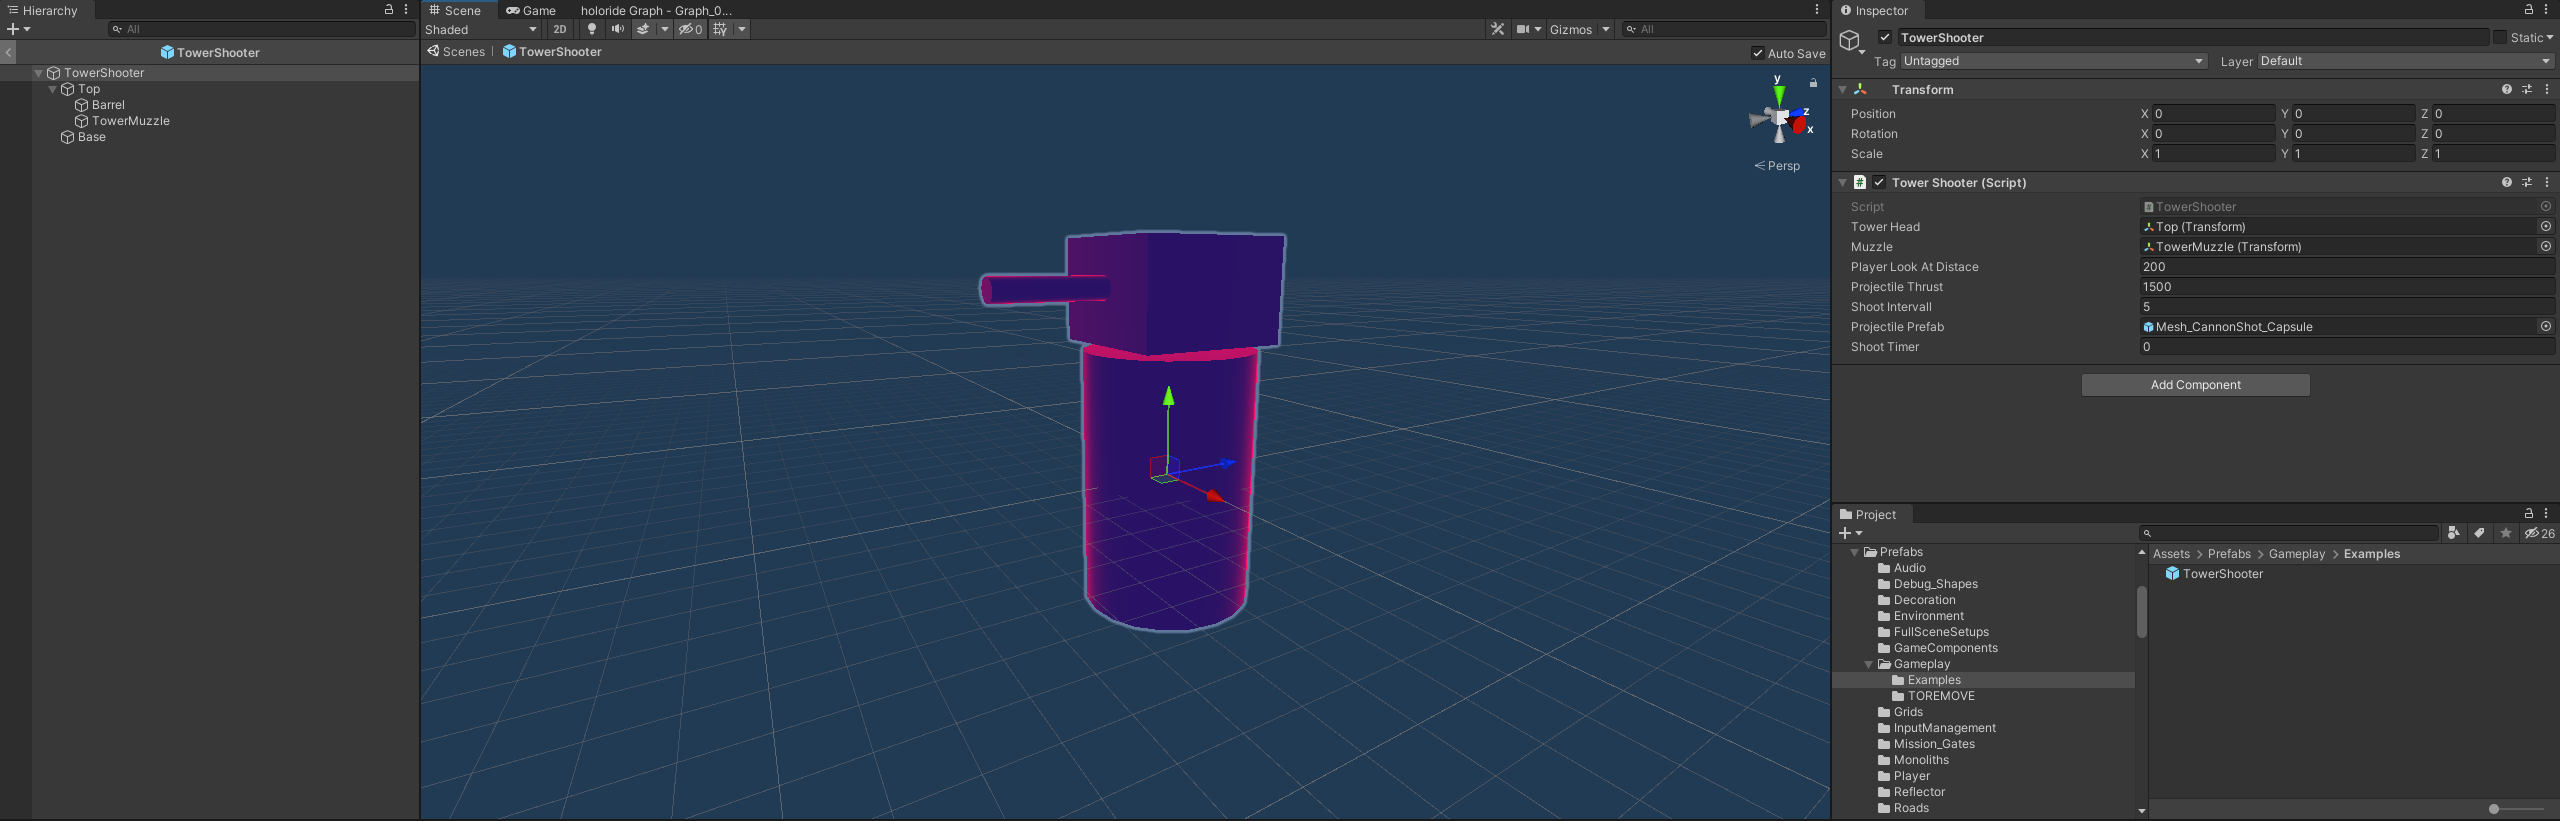 Hierarchy
All
TowerShooter
TowerShooter
Top
Barrel
TowerMuzzle
Base
Scene
Game
holoride Graph - Graph_0...
Shaded
2D
0
Gizmos
All
Scenes
TowerShooter
Auto Save
y
z
x
Persp
Inspector
TowerShooter
Static
Tag Untagged
Layer Default
Transform
Position X 0 Y 0 Z 0
Rotation X 0 Y 0 Z 0
Scale X 1 Y 1 Z 1
Tower Shooter (Script)
Script TowerShooter
Tower Head Top (Transform)
Muzzle TowerMuzzle (Transform)
Player Look At Distace 200
Projectile Thrust 1500
Shoot Intervall 5
Projectile Prefab Mesh_CannonShot_Capsule
Shoot Timer 0
Add Component
Project
26
Prefabs
Audio
Debug_Shapes
Decoration
Environment
FullSceneSetups
GameComponents
Gameplay
Examples
TOREMOVE
Grids
InputManagement
Mission_Gates
Monoliths
Player
Reflector
Roads
Assets > Prefabs > Gameplay > Examples
TowerShooter